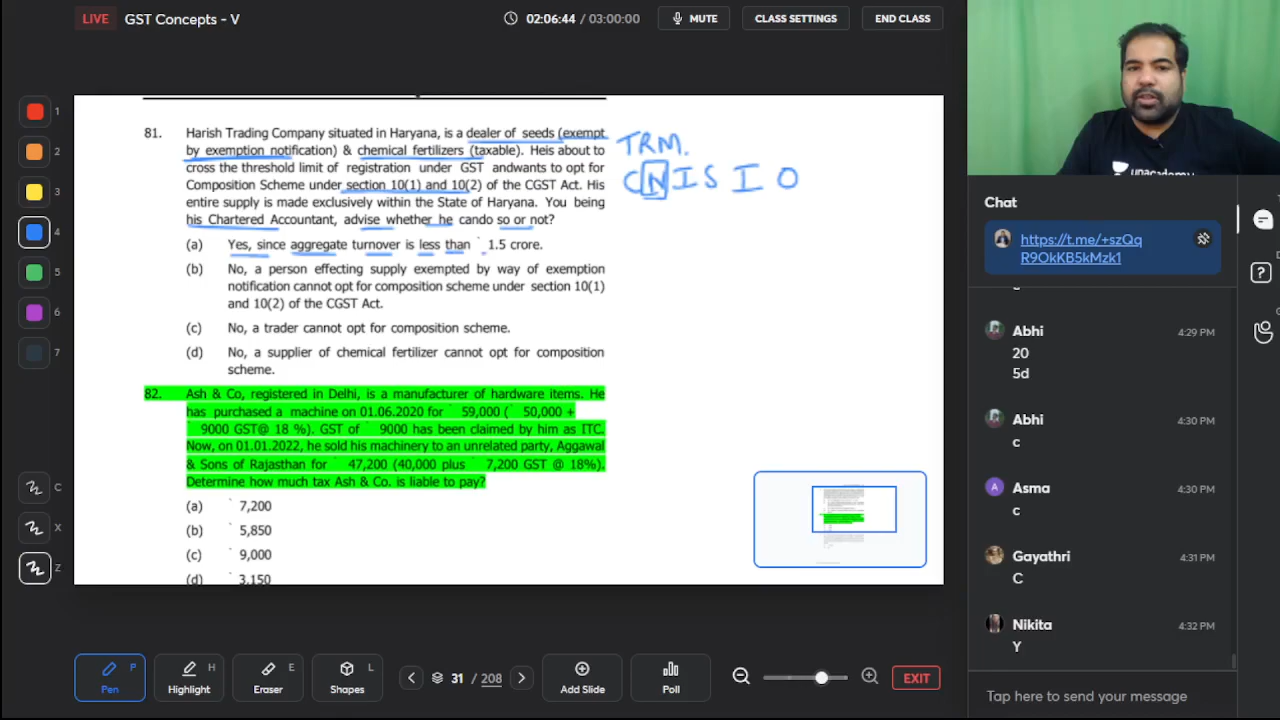 LIVE GST Concepts - V
02:06:44 / 03:00:00
MUTE
CLASS SETTINGS
END CLASS
1
2
3
4
5
6
7
C
X
Z
81. Harish Trading Company situated in Haryana, is a dealer of seeds (exempt
by exemption notification) & chemical fertilizers (taxable). Heis about to
cross the threshold limit of registration under GST andwants to opt for
Composition Scheme under section 10(1) and 10(2) of the CGST Act. His
entire supply is made exclusively within the State of Haryana. You being
his Chartered Accountant, advise whether he cando so or not?
(a) Yes, since aggregate turnover is less than ` 1.5 crore.
(b) No, a person effecting supply exempted by way of exemption
notification cannot opt for composition scheme under section 10(1)
and 10(2) of the CGST Act.
(c) No, a trader cannot opt for composition scheme.
(d) No, a supplier of chemical fertilizer cannot opt for composition
scheme.
TRM.
C N I S I O
82. Ash & Co, registered in Delhi, is a manufacturer of hardware items. He
has purchased a machine on 01.06.2020 for ` 59,000 (` 50,000 +
` 9000 GST@ 18 %). GST of ` 9000 has been claimed by him as ITC.
Now, on 01.01.2022, he sold his machinery to an unrelated party, Aggawal
& Sons of Rajasthan for ` 47,200 (40,000 plus ` 7,200 GST @ 18%).
Determine how much tax Ash & Co. is liable to pay?
(a) ` 7,200
(b) ` 5,850
(c) ` 9,000
(d) ` 3,150
Pen P
Highlight H
Eraser E
Shapes L
31 / 208
Add Slide
Poll
EXIT
unacademy
Chat
https://t.me/+szQq
R9OkKB5kMzk1
Abhi 4:29 PM
20
5d
Abhi 4:30 PM
c
A Asma 4:30 PM
c
Gayathri 4:31 PM
C
Nikita 4:32 PM
Y
Tap here to send your message